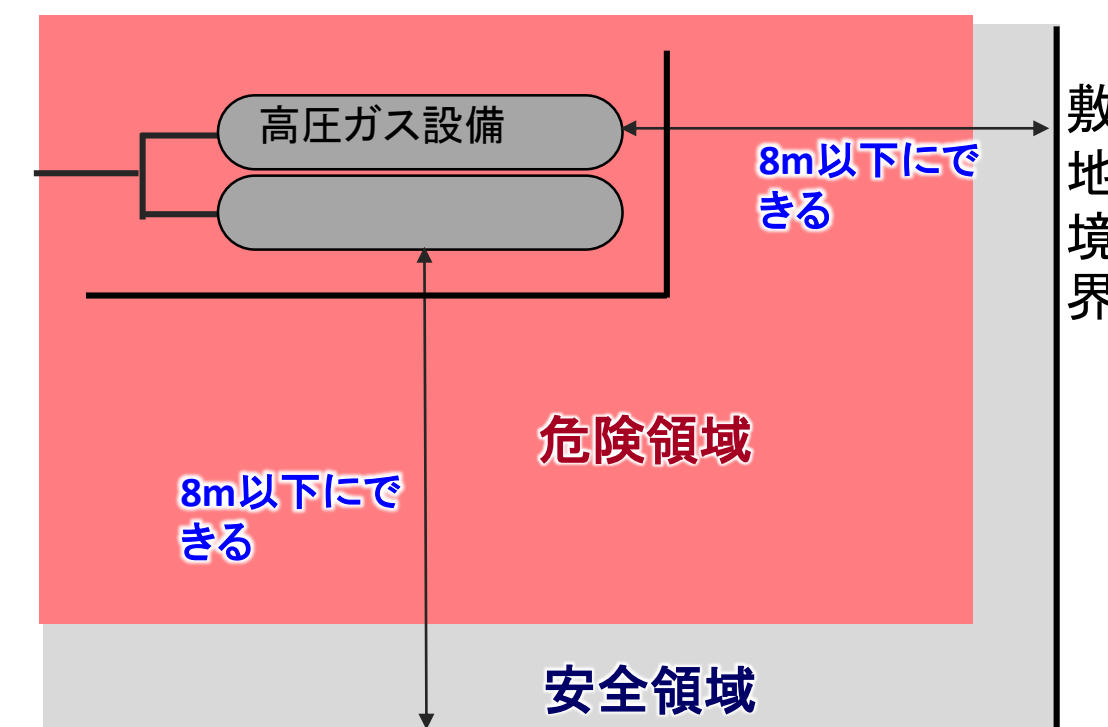 高圧ガス設備
8m以下にで
きる
敷
地
境
界
危険領域
8m以下にで
きる
安全領域